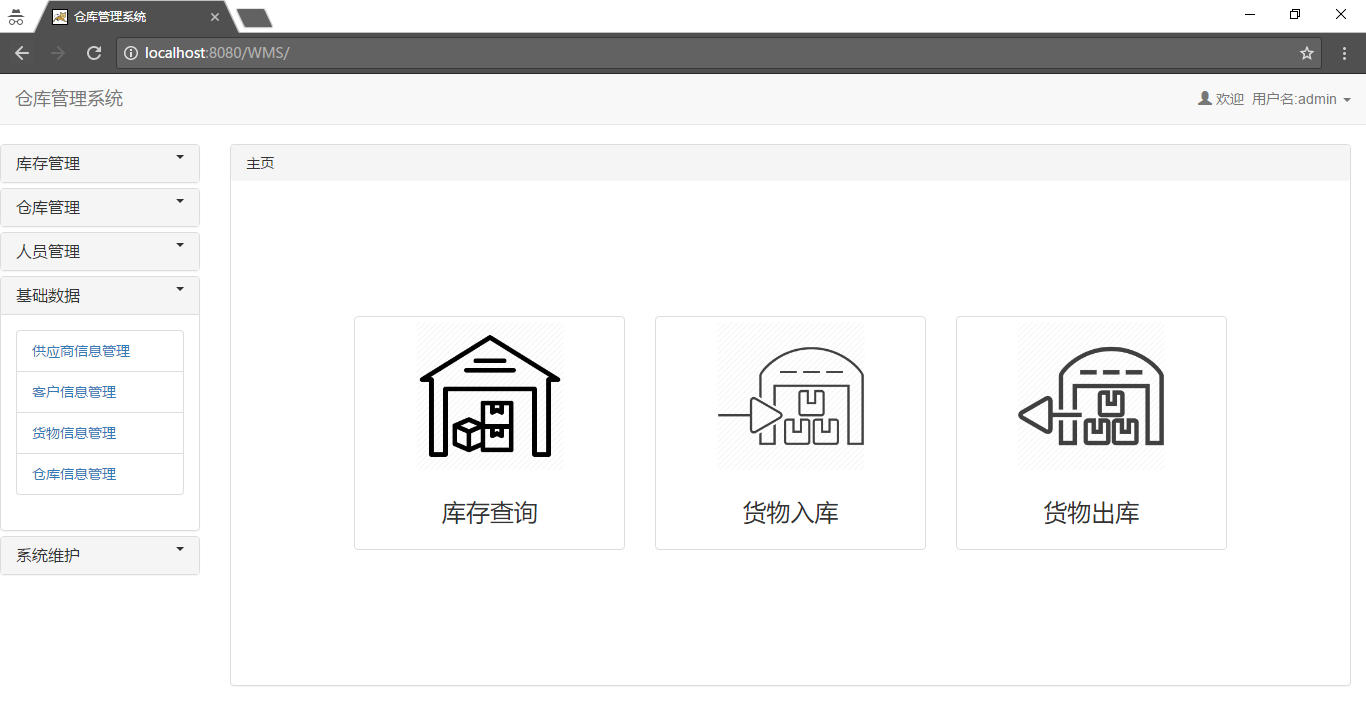 仓库管理系统
localhost:8080/WMS/
仓库管理系统
欢迎 用户名:admin
库存管理
仓库管理
人员管理
基础数据
供应商信息管理
客户信息管理
货物信息管理
仓库信息管理
系统维护
主页
库存查询
货物入库
货物出库